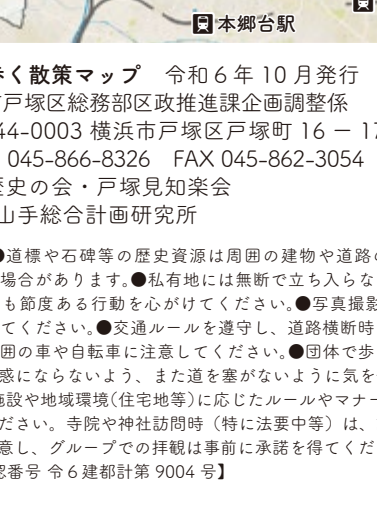 本郷台駅
歩く散策マップ　令和６年 10 月発行
戸塚区総務部区政推進課企画調整係
44-0003 横浜市戸塚区戸塚町 16 － 17
045-866-8326　FAX 045-862-3054
歴史の会・戸塚見知楽会
山手総合計画研究所
●道標や石碑等の歴史資源は周囲の建物や道路の
場合があります。●私有地には無断で立ち入らな
も節度ある行動を心がけてください。●写真撮影
てください。●交通ルールを遵守し、道路横断時
囲の車や自転車に注意してください。●団体で歩
惑にならないよう、また道を塞がないように気を
施設や地域環境(住宅地等)に応じたルールやマナー
ださい。寺院や神社訪問時（特に法要中等）は、
意し、グループでの拝観は事前に承諾を得てくだ
認番号 令６建都計第 9004 号】